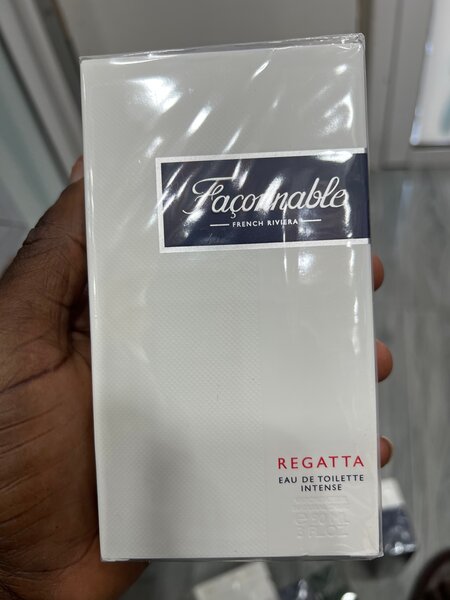 Façonnable
FRENCH RIVIERA
REGATTA
EAU DE TOILETTE
INTENSE